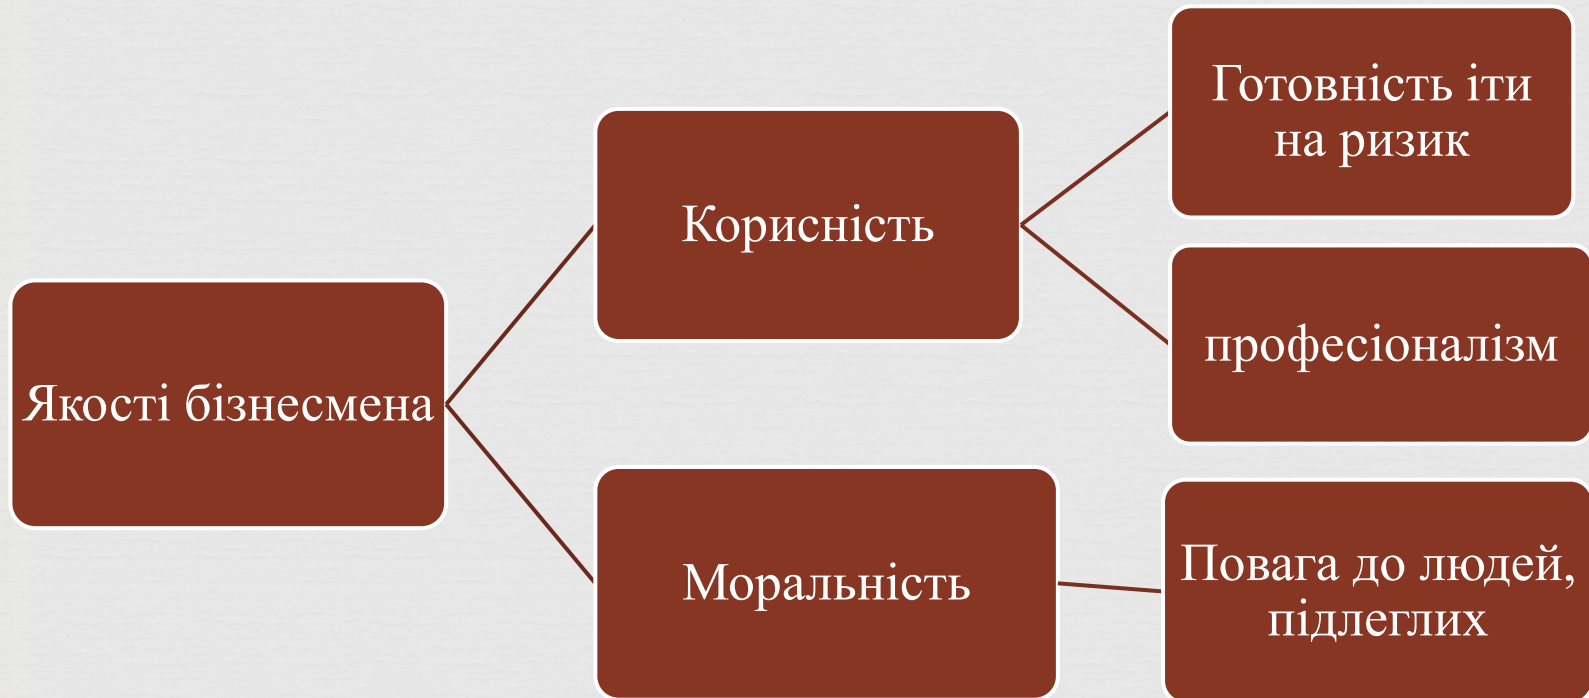 Якості бізнесмена
Корисність
Готовність іти
на ризик
професіоналізм
Моральність
Повага до людей,
підлеглих